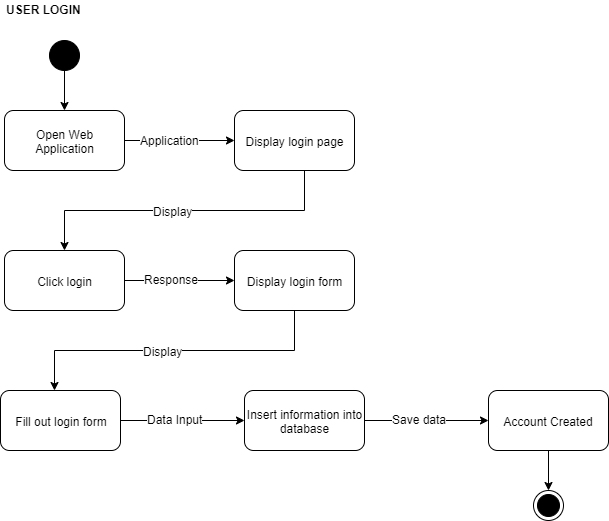 USER LOGIN
Open Web
Application
Application
Display login page
Display
Click login
Response
Display login form
Display
Fill out login form
Data Input
Insert information into
database
Save data
Account Created